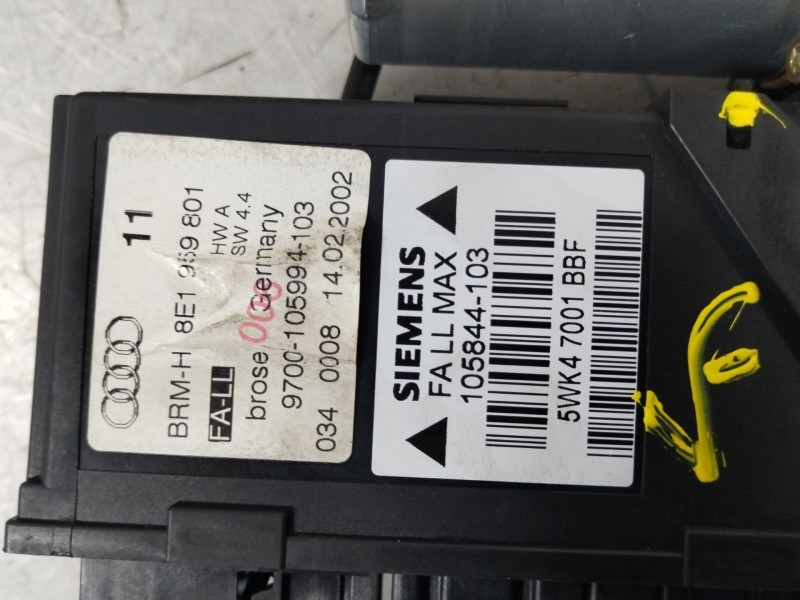 11
BRM-H 8E1 959 801
FA-LL HW A
SW 4.4
brose Germany
000
9700-105994-103
034 0008 14.02.2002
SIEMENS
FA LL MAX
105844-103
5WK4 7001 BBF